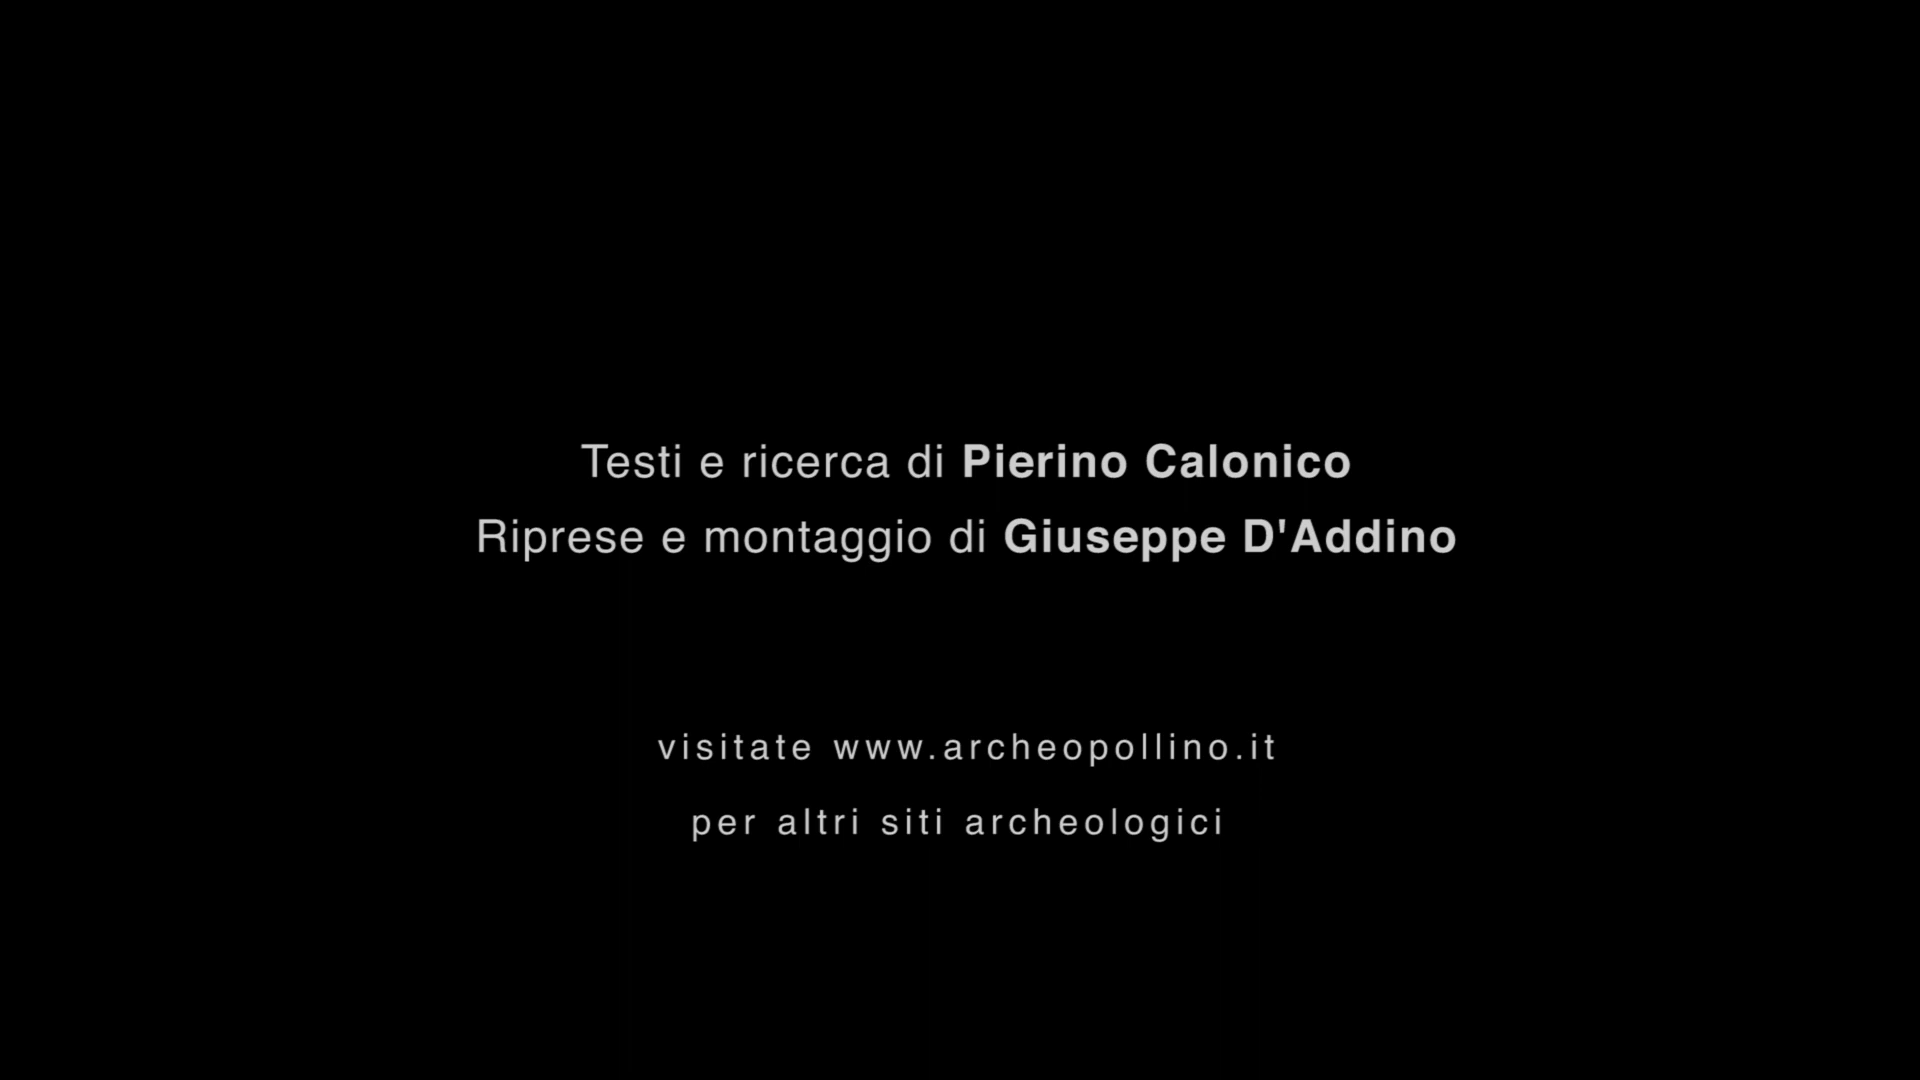 Testi e ricerca di Pierino Calonico
Riprese e montaggio di Giuseppe D'Addino
visitate www.archeopollino.it
per altri siti archeologici